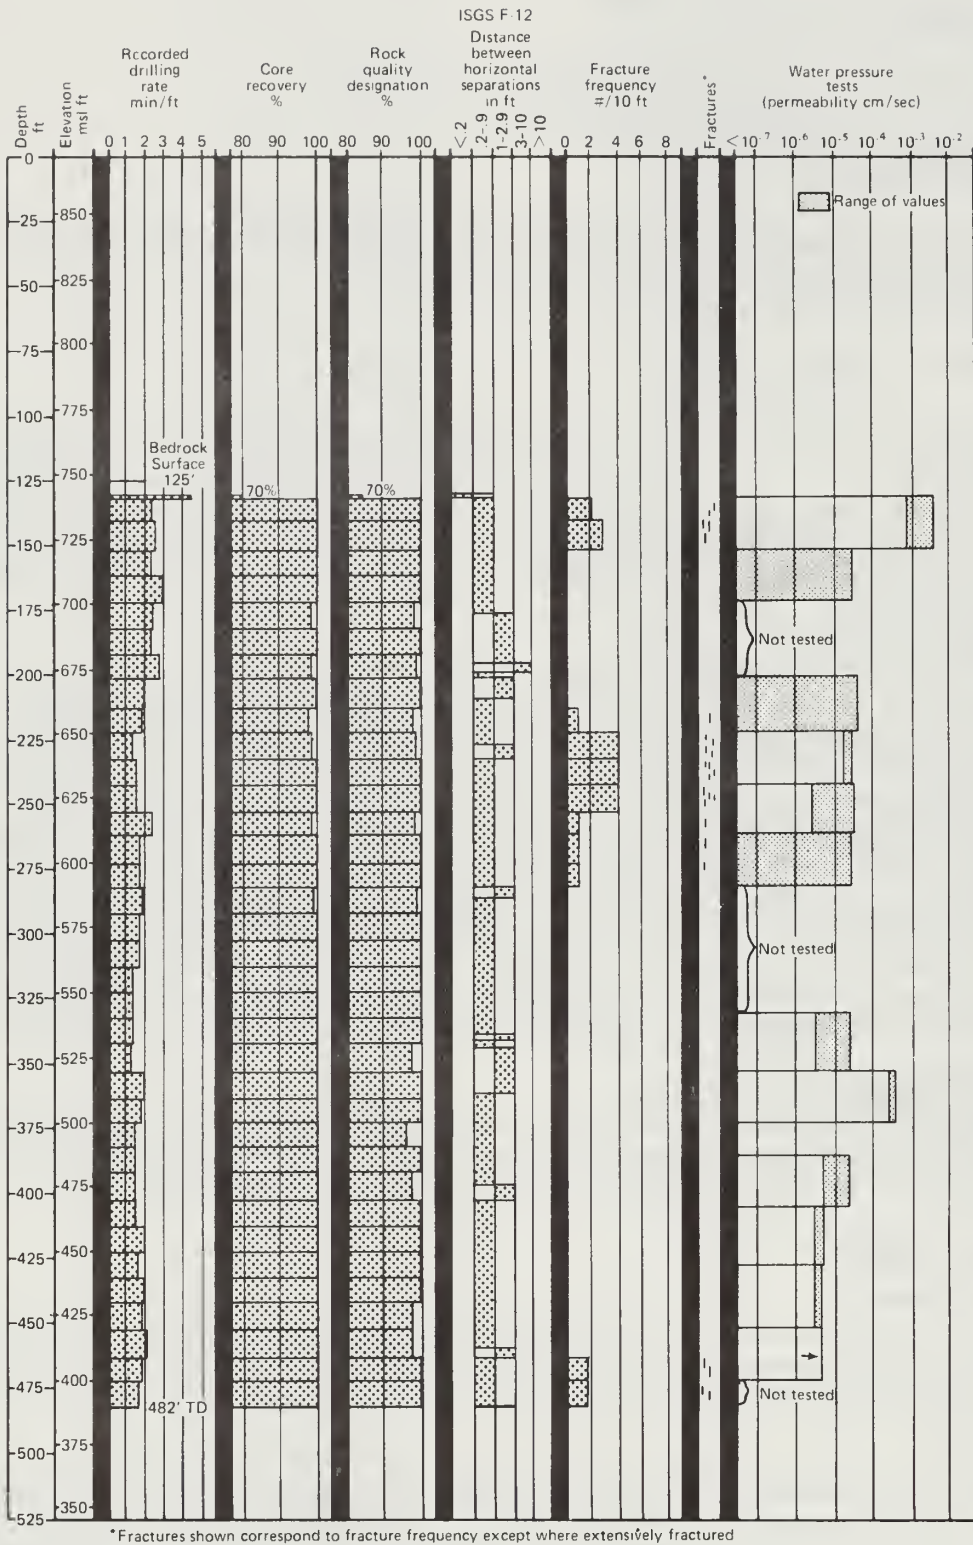 ISGS F-12
Depth ft
Elevation msl ft
Recorded
drilling
rate
min/ft
Core
recovery
%
Rock
quality
designation
%
Distance
between
horizontal
separations
in ft
Fracture
frequency
#/10 ft
Fractures*
Water pressure
tests
(permeability cm/sec)
0 1 2 3 4 5
80 90 100
80 90 100
<.2 .2-.9 1-2.9 3-10 >10
0 2 4 6 8
<10-7 10-6 10-5 10-4 10-3 10-2
0
25
50
75
100
125
150
175
200
225
250
275
300
325
350
375
400
425
450
475
500
525
850
825
800
775
750
725
700
675
650
625
600
575
550
525
500
475
450
425
400
375
350
Range of values
Bedrock
Surface
125'
70%
70%
Not tested
Not tested
Not tested
482' TD
*Fractures shown correspond to fracture frequency except where extensively fractured